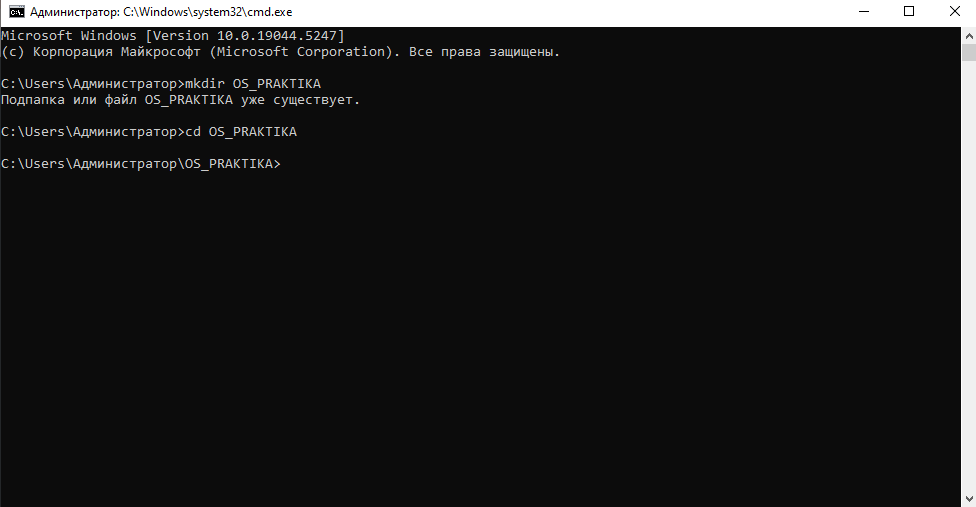 Администратор: C:\Windows\system32\cmd.exe
Microsoft Windows [Version 10.0.19044.5247]
(c) Корпорация Майкрософт (Microsoft Corporation). Все права защищены.
C:\Users\Администратор>mkdir OS_PRAKTIKA
Подпапка или файл OS_PRAKTIKA уже существует.
C:\Users\Администратор>cd OS_PRAKTIKA
C:\Users\Администратор\OS_PRAKTIKA>